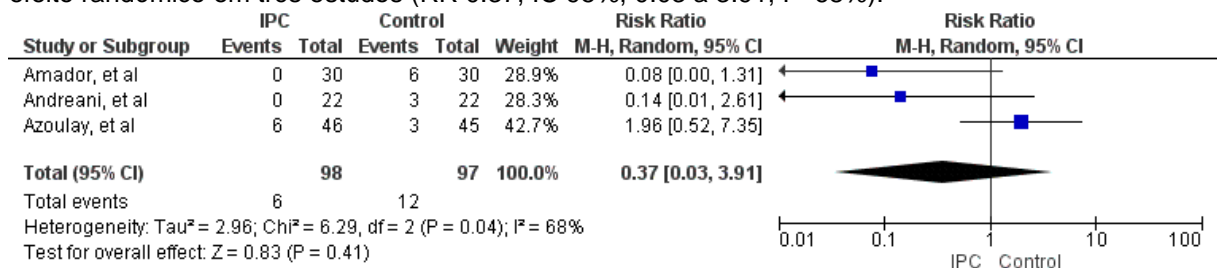 IPC Control Risk Ratio Risk Ratio
Study or Subgroup Events Total Events Total Weight M-H, Random, 95% CI M-H, Random, 95% CI
Amador, et al 0 30 6 30 28.9% 0.08 [0.00, 1.31]
Andreani, et al 0 22 3 22 28.3% 0.14 [0.01, 2.61]
Azoulay, et al 6 46 3 45 42.7% 1.96 [0.52, 7.35]
Total (95% CI) 98 97 100.0% 0.37 [0.03, 3.91]
Total events 6 12
Heterogeneity: Tau² = 2.96; Chi² = 6.29, df = 2 (P = 0.04); I² = 68%
Test for overall effect: Z = 0.83 (P = 0.41)
0.01 0.1 1 10 100
IPC Control